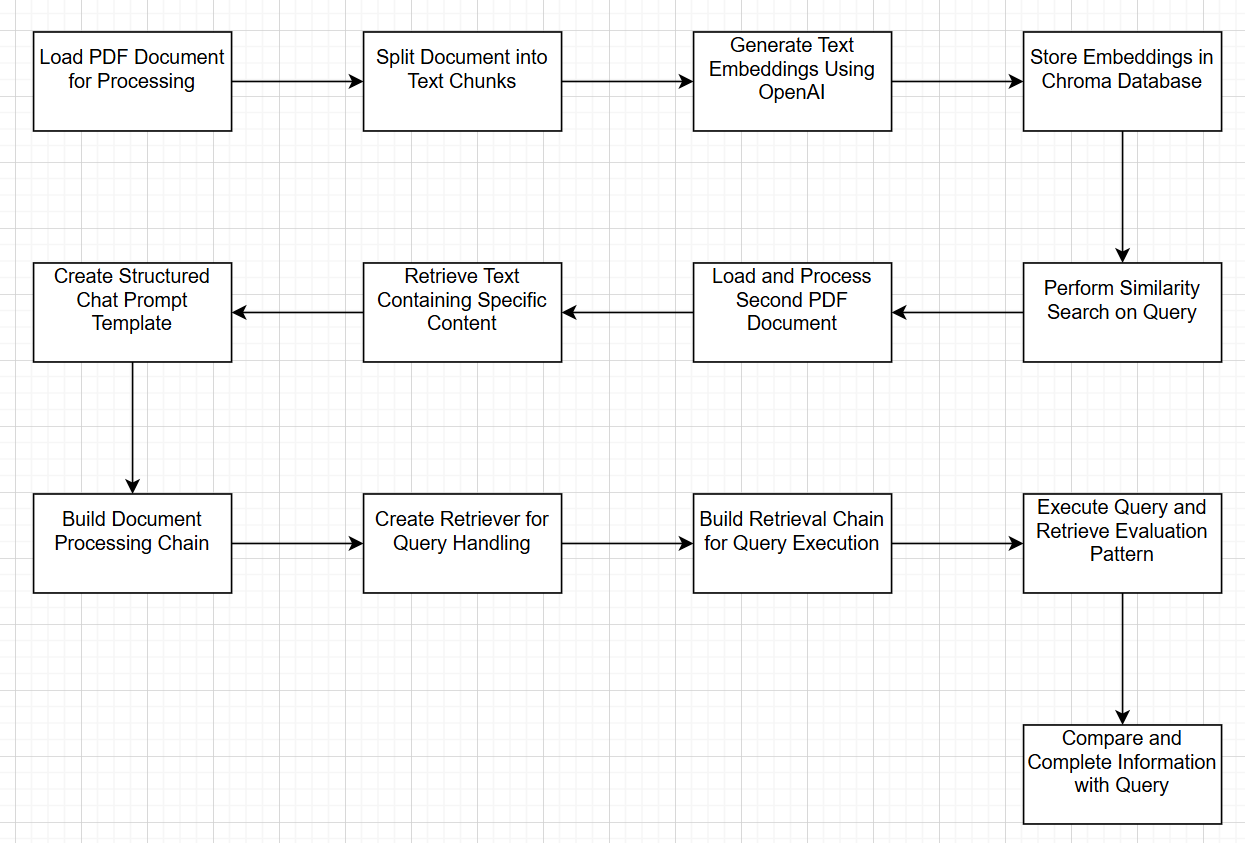 Load PDF Document
for Processing
Split Document into
Text Chunks
Generate Text
Embeddings Using
OpenAI
Store Embeddings in
Chroma Database
Create Structured
Chat Prompt
Template
Retrieve Text
Containing Specific
Content
Load and Process
Second PDF
Document
Perform Similarity
Search on Query
Build Document
Processing Chain
Create Retriever for
Query Handling
Build Retrieval Chain
for Query Execution
Execute Query and
Retrieve Evaluation
Pattern
Compare and
Complete Information
with Query